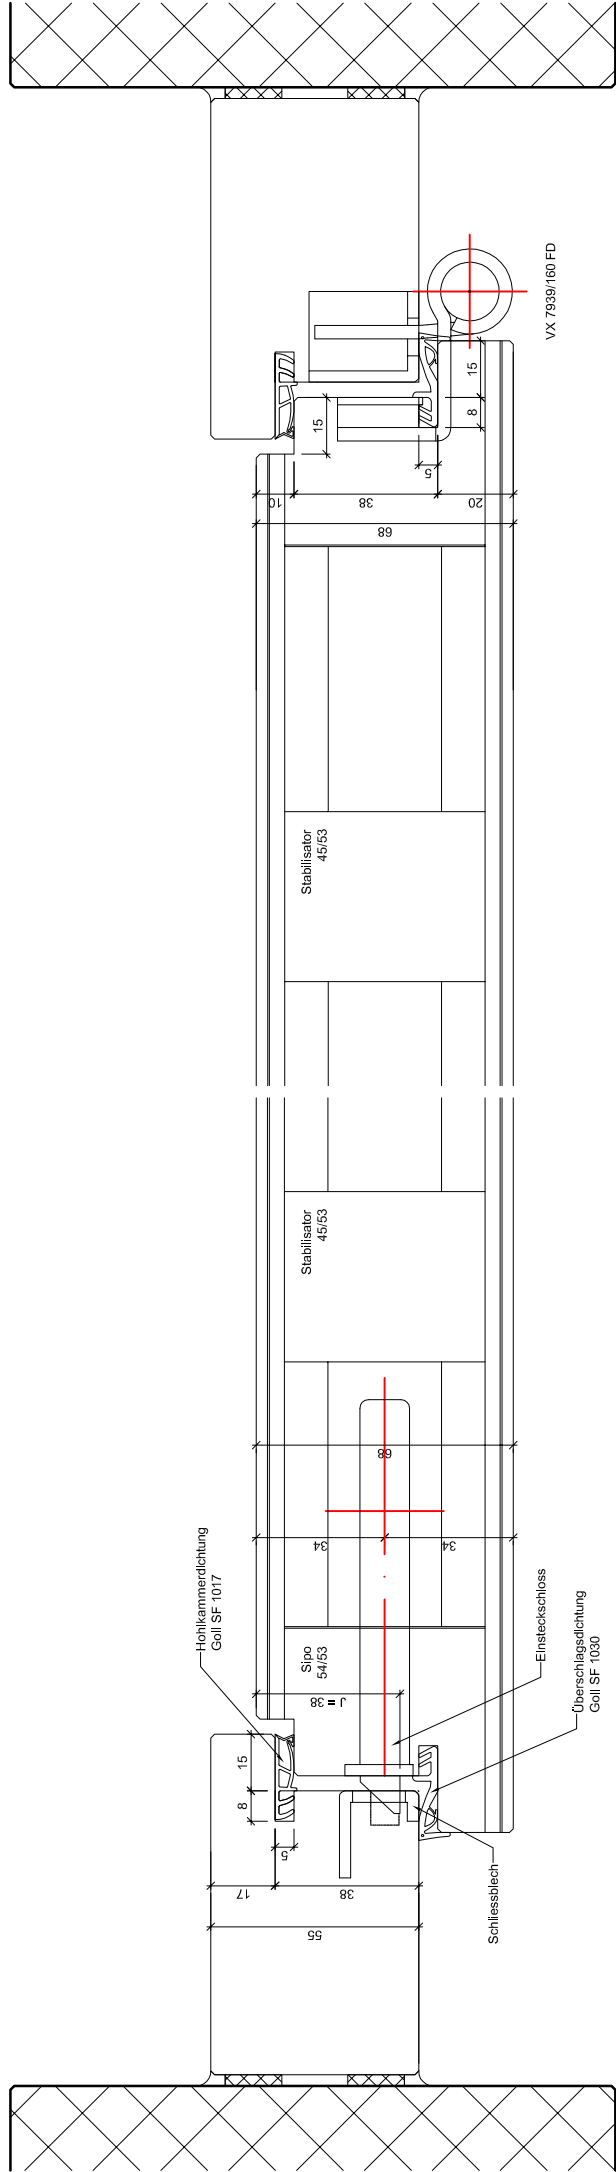 VX 7939/160 FD
15
8
15
5
10
38
20
68
Stabilisator
45/53
Stabilisator
45/53
68
34
34
Hohlkammerdichtung
Goll SF 1017
Sipo
54/53
J = 38
Einsteckschloss
Überschlagsdichtung
Goll SF 1030
Schliessblech
15
8
5
17
38
55